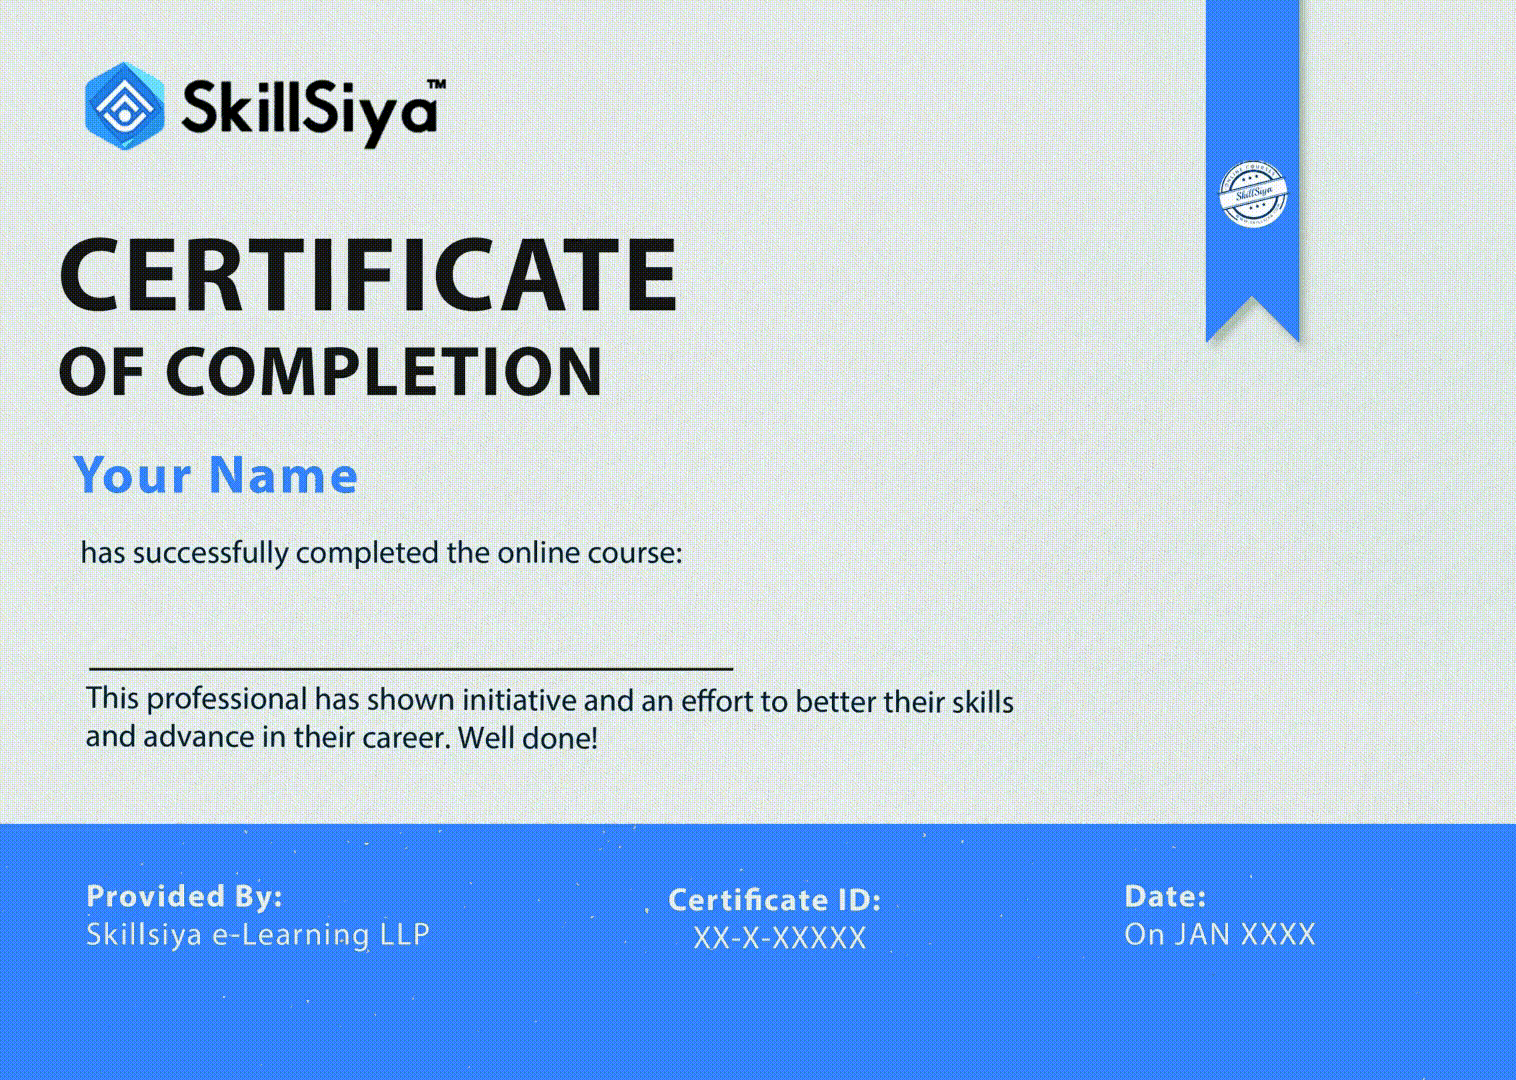 SkillSiya™
ONLINE COURSES
SkillSiya
CERTIFICATE
OF COMPLETION
Your Name
has successfully completed the online course:
This professional has shown initiative and an effort to better their skills
and advance in their career. Well done!
Provided By:
Skillsiya e-Learning LLP
Certificate ID:
XX-X-XXXXX
Date:
On JAN XXXX